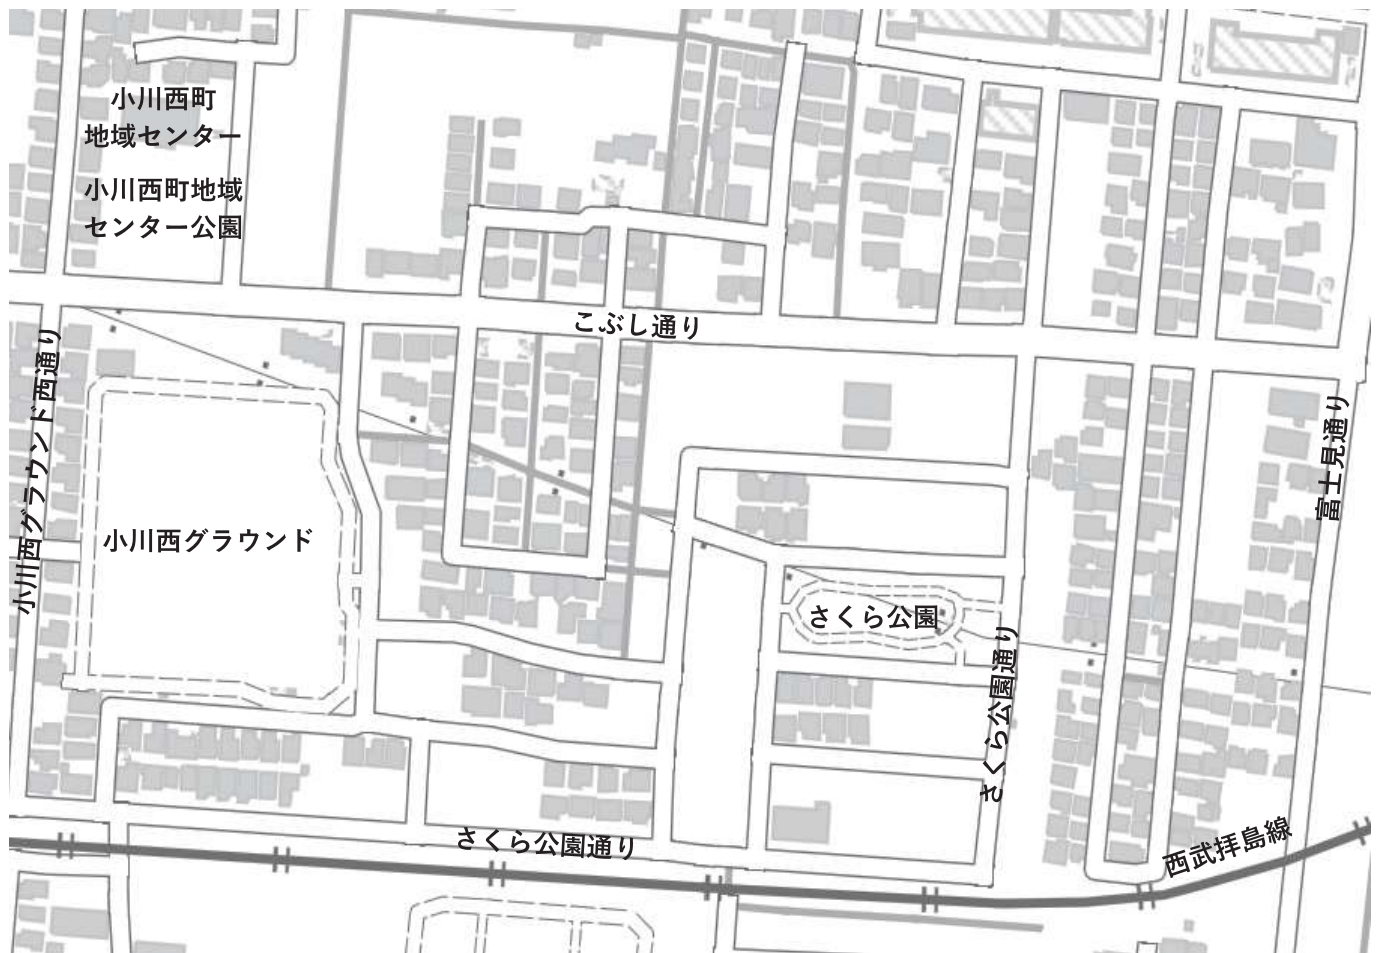 小川西町
地域センター
小川西町地域
センター公園
こぶし通り
小川西グラウンド西通り
富士見通り
小川西グラウンド
さくら公園
さくら公園通り
さくら公園通り
西武拝島線